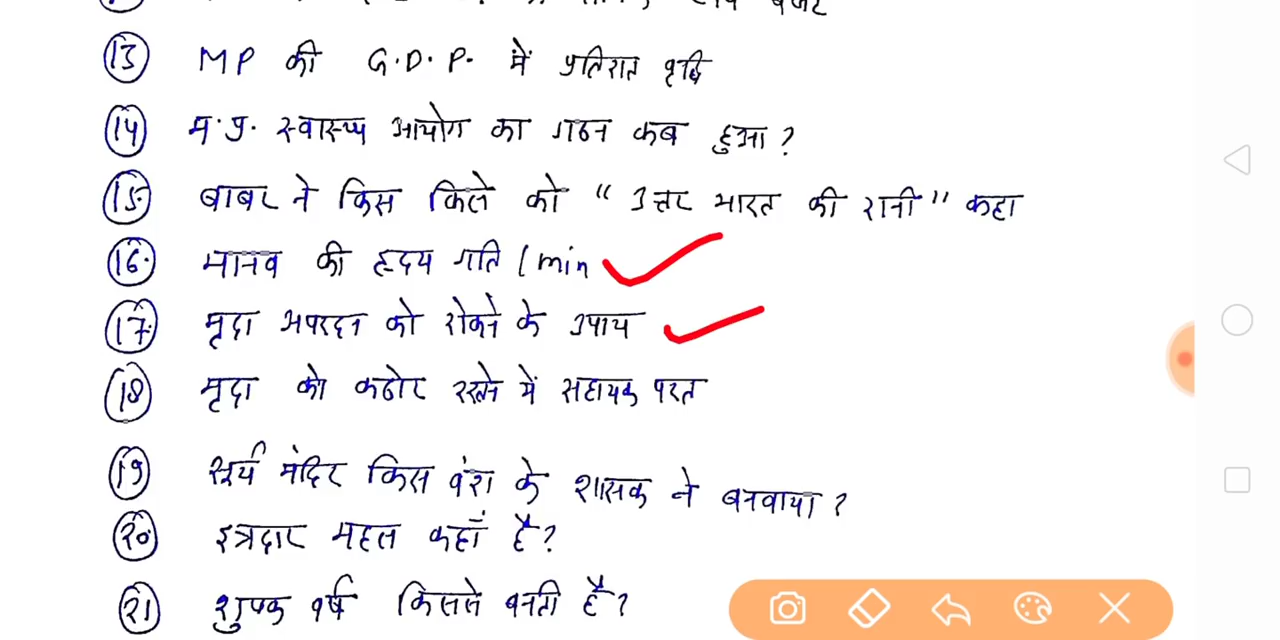 बजट
(13) MP की G.D.P. में प्रतिशत वृद्धि
(14) म.प्र. स्वास्थ्य आयोग का गठन कब हुआ?
(15) बाबर ने किस किले को "उत्तर भारत की रानी" कहा
(16) मानव की हृदय गति / min
(17) मृदा अपरदन को रोकने के उपाय
(18) मृदा को कठोर रखने में सहायक परत
(19) सूर्य मंदिर किस वंश के शासक ने बनवाया?
(20) इत्रदार महल कहाँ है?
(21) शुष्क वर्फ किससे बनती है?